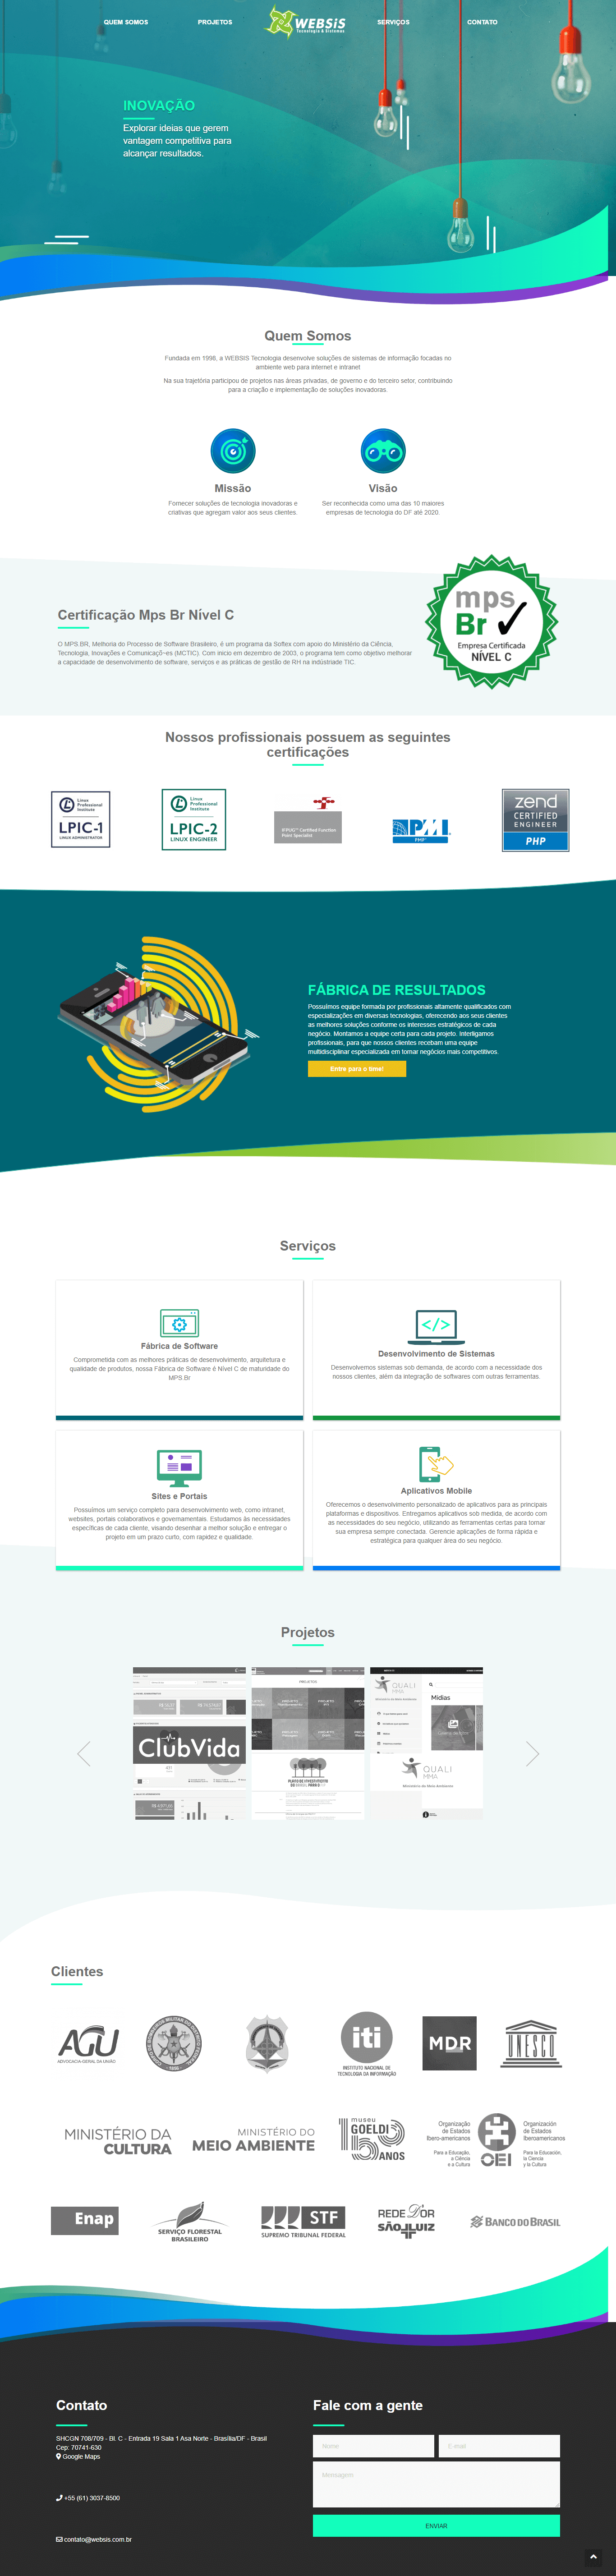 QUEM SOMOS
PROJETOS
WEBSiS
Tecnologia & Sistemas
SERVIÇOS
CONTATO
INOVAÇÃO
Explorar ideias que gerem
vantagem competitiva para
alcançar resultados.
Quem Somos
Fundada em 1998, a WEBSIS Tecnologia desenvolve soluções de sistemas de informação focadas no
ambiente web para internet e intranet
Na sua trajetória participou de projetos nas áreas privadas, de governo e do terceiro setor, contribuindo
para a criação e implementação de soluções inovadoras.
Missão
Fornecer soluções de tecnologia inovadoras e
criativas que agregam valor aos seus clientes.
Visão
Ser reconhecida como uma das 10 maiores
empresas de tecnologia do DF até 2020.
Certificação Mps Br Nível C
O MPS.BR, Melhoria do Processo de Software Brasileiro, é um programa da Softex com apoio do Ministério da Ciência,
Tecnologia, Inovações e Comunicaçõ~es (MCTIC). Com início em dezembro de 2003, o programa tem como objetivo melhorar
a capacidade de desenvolvimento de software, serviços e as práticas de gestão de RH na indústriade TIC.
mps
Br
Empresa Certificada
NÍVEL C
Nossos profissionais possuem as seguintes
certificações
Linux
Professional
Institute
LPIC-1
LINUX ADMINISTRATOR
Linux
Professional
Institute
LPIC-2
LINUX ENGINEER
IFPUG™ Certified Function
Point Specialist
PMI
PMP
zend
CERTIFIED
ENGINEER
PHP
FÁBRICA DE RESULTADOS
Possuímos equipe formada por profissionais altamente qualificados com
especializações em diversas tecnologias, oferecendo aos seus clientes
as melhores soluções conforme os interesses estratégicos de cada
negócio. Montamos a equipe certa para cada projeto. Interligamos
profissionais, para que nossos clientes recebam uma equipe
multidisciplinar especializada em tornar negócios mais competitivos.
Entre para o time!
Serviços
Fábrica de Software
Comprometida com as melhores práticas de desenvolvimento, arquitetura e
qualidade de produtos, nossa Fábrica de Software é Nível C de maturidade do
MPS.Br
Desenvolvimento de Sistemas
Desenvolvemos sistemas sob demanda, de acordo com a necessidade dos
nossos clientes, além da integração de softwares com outras ferramentas.
Sites e Portais
Possuímos um serviço completo para desenvolvimento web, como intranet,
websites, portais colaborativos e governamentais. Estudamos às necessidades
específicas de cada cliente, visando desenhar a melhor solução e entregar o
projeto em um prazo curto, com rapidez e qualidade.
Aplicativos Mobile
Oferecemos o desenvolvimento personalizado de aplicativos para as principais
plataformas e dispositivos. Entregamos aplicativos sob medida, de acordo com
as necessidades do seu negócio, utilizando as ferramentas certas para tornar
sua empresa sempre conectada. Gerencie aplicações de forma rápida e
estratégica para qualquer área do seu negócio.
Projetos
ClubVida
PROJETOS
QUALI
MMA
Mídias
QUALI
MMA
Ministério do Meio Ambiente
Clientes
AGU
ADVOCACIA-GERAL DA UNIÃO
iti
INSTITUTO NACIONAL DE
TECNOLOGIA DA INFORMAÇÃO
MDR
UNESCO
MINISTÉRIO DA
CULTURA
MINISTÉRIO DO
MEIO AMBIENTE
museu
GOELDI
150
ANOS
Organização
de Estados
Ibero-americanos
Para a Educação,
a Ciência
e a Cultura
OEI
Organización
de Estados
Iberoamericanos
Para la Educación,
la Ciencia
y la Cultura
Enap
SERVIÇO FLORESTAL
BRASILEIRO
STF
SUPREMO TRIBUNAL FEDERAL
REDE D'OR
SÃO LUIZ
BANCO DO BRASIL
Contato
SHCGN 708/709 - Bl. C - Entrada 19 Sala 1 Asa Norte - Brasília/DF - Brasil
Cep: 70741-630
Google Maps
+55 (61) 3037-8500
contato@websis.com.br
Fale com a gente
Nome
E-mail
Mensagem
ENVIAR